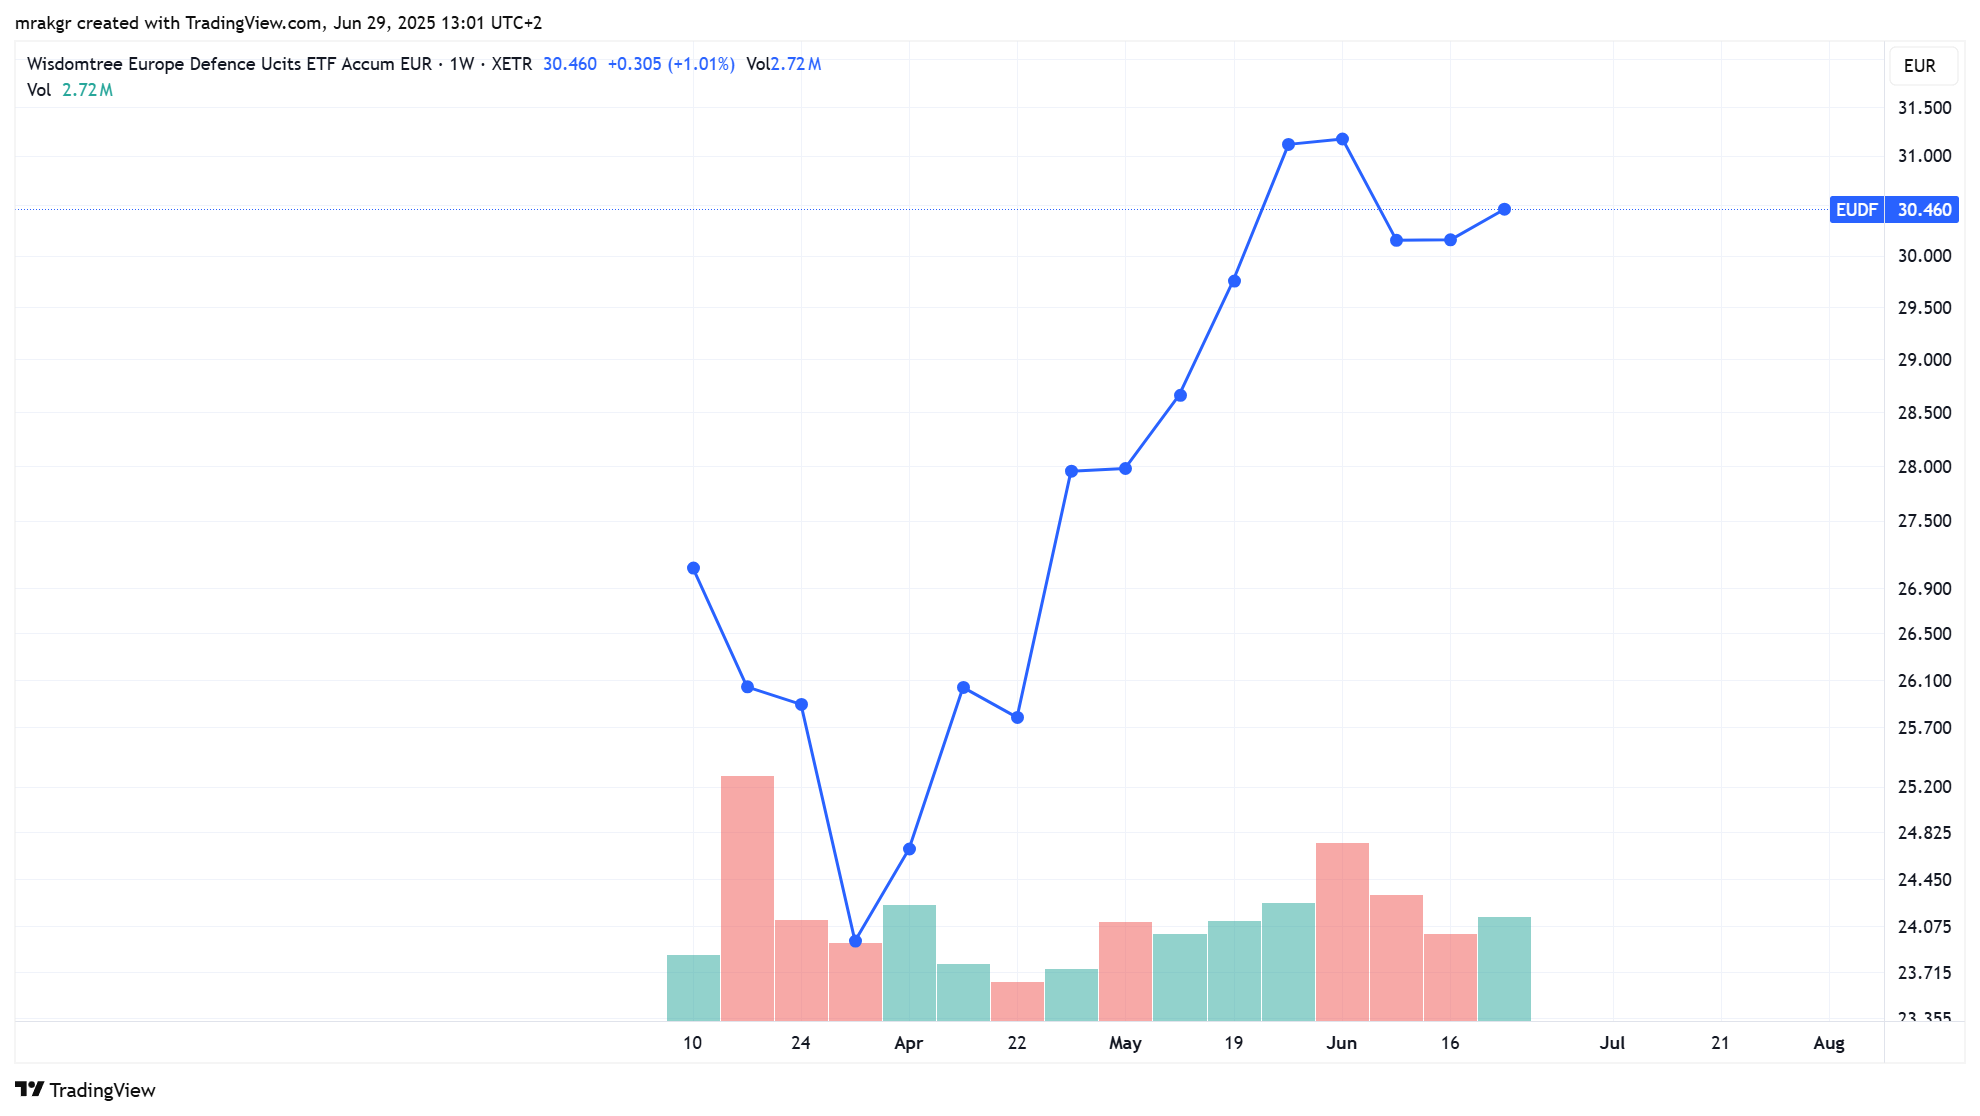 mrakgr created with TradingView.com, Jun 29, 2025 13:01 UTC+2
Wisdomtree Europe Defence Ucits ETF Accum EUR · 1W · XETR 30.460 +0.305 (+1.01%) Vol2.72 M
Vol 2.72 M
EUR
31.500
31.000
EUDF 30.460
30.000
29.500
29.000
28.500
28.000
27.500
26.900
26.500
26.100
25.700
25.200
24.825
24.450
24.075
23.715
23.355
10 24 Apr 22 May 19 Jun 16 Jul 21 Aug
TradingView